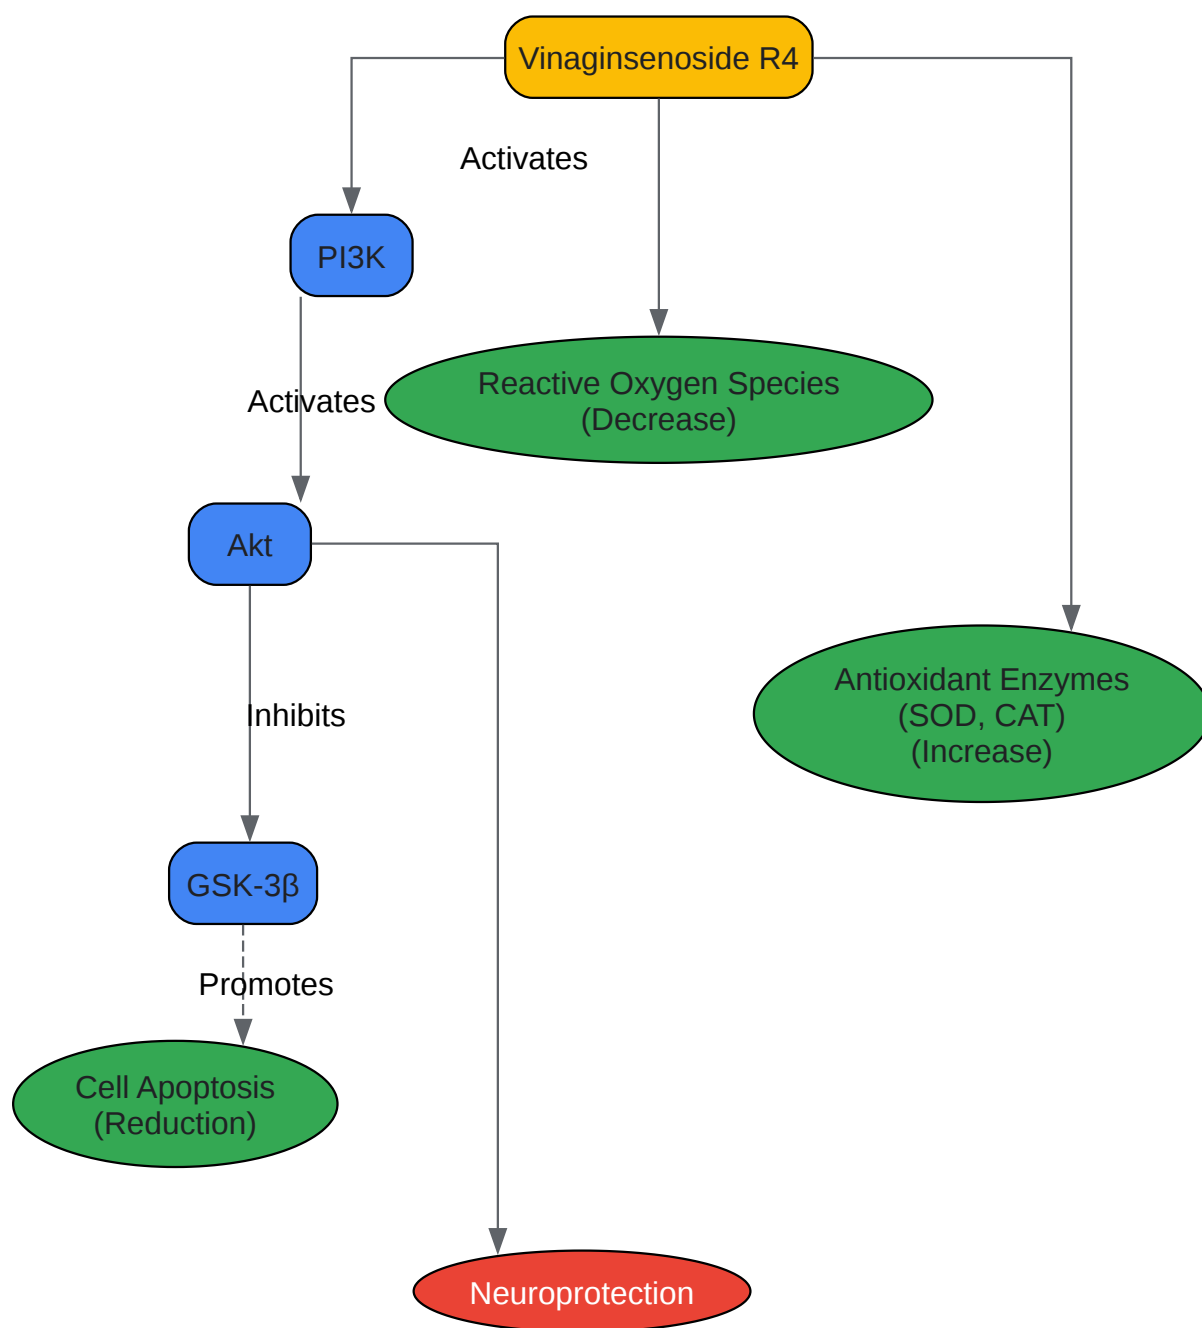 Vinaginsenoside R4
Activates
PI3K
Reactive Oxygen Species
(Decrease)
Activates
Akt
Antioxidant Enzymes
(SOD, CAT)
(Increase)
Inhibits
GSK-3β
Promotes
Cell Apoptosis
(Reduction)
Neuroprotection